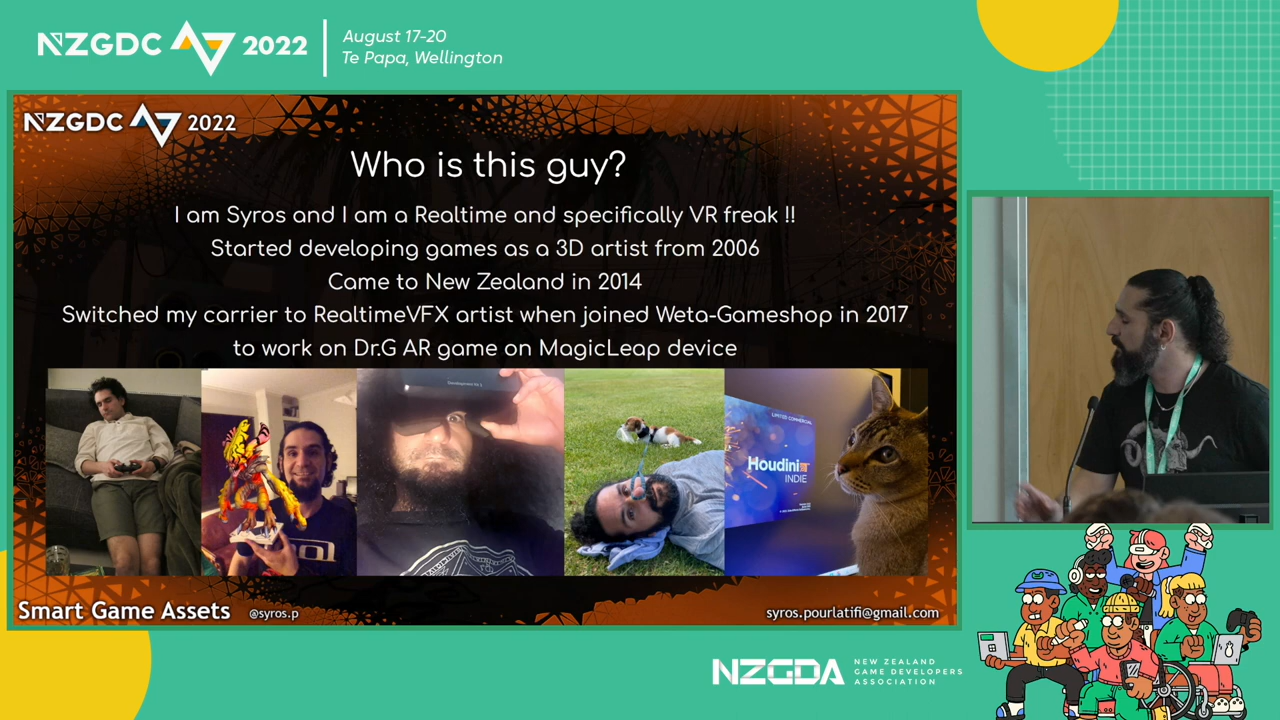 NZGDC 2022
August 17-20
Te Papa, Wellington
NZGDC 2022
Who is this guy?
I am Syros and I am a Realtime and specifically VR freak !!
Started developing games as a 3D artist from 2006
Came to New Zealand in 2014
Switched my carrier to RealtimeVFX artist when joined Weta-Gameshop in 2017
to work on Dr.G AR game on MagicLeap device
LIMITED COMMERCIAL
Houdini
INDIE
Smart Game Assets
@syros.p
syros.pourlatifi@gmail.com
NZGDA
NEW ZEALAND
GAME DEVELOPERS
ASSOCIATION